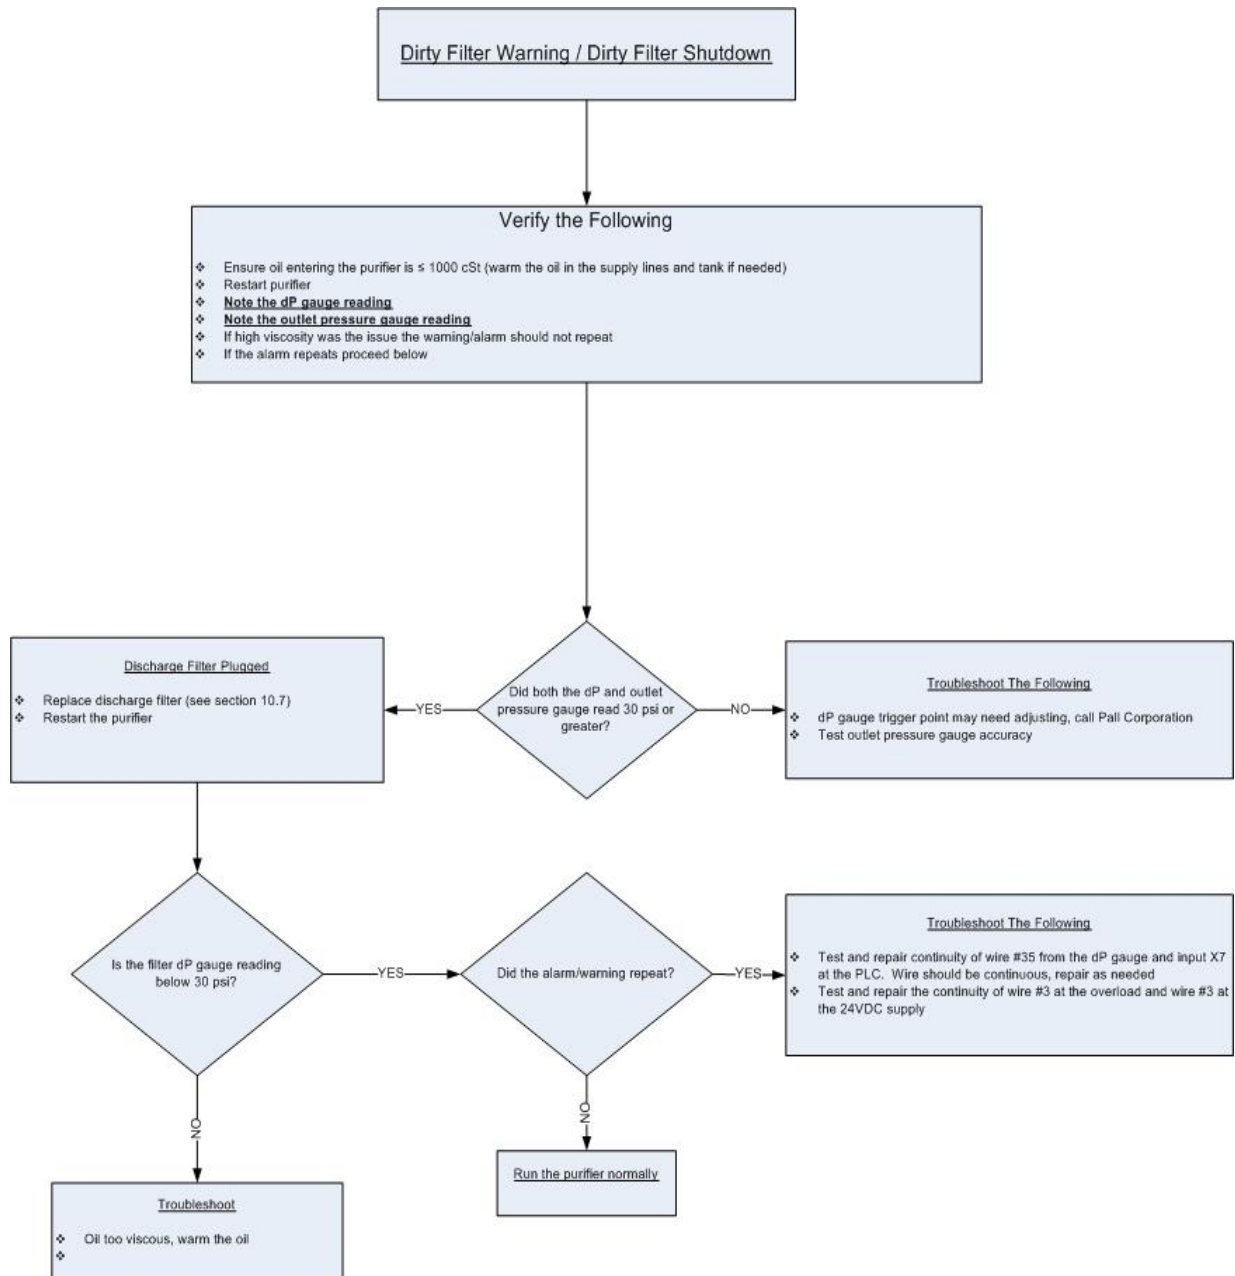 Dirty Filter Warning / Dirty Filter Shutdown
Verify the Following
❖ Ensure oil entering the purifier is ≤ 1000 cSt (warm the oil in the supply lines and tank if needed)
❖ Restart purifier
❖ Note the dP gauge reading
❖ Note the outlet pressure gauge reading
❖ If high viscosity was the issue the warning/alarm should not repeat
❖ If the alarm repeats proceed below
Did both the dP and outlet
pressure gauge read 30 psi or
greater?
YES
NO
Discharge Filter Plugged
❖ Replace discharge filter (see section 10.7)
❖ Restart the purifier
Troubleshoot The Following
❖ dP gauge trigger point may need adjusting, call Pall Corporation
❖ Test outlet pressure gauge accuracy
Is the filter dP gauge reading
below 30 psi?
YES
Did the alarm/warning repeat?
YES
Troubleshoot The Following
❖ Test and repair continuity of wire #35 from the dP gauge and input X7
at the PLC.  Wire should be continuous, repair as needed
❖ Test and repair the continuity of wire #3 at the overload and wire #3 at
the 24VDC supply
NO
NO
Run the purifier normally
Troubleshoot
❖ Oil too viscous, warm the oil
❖